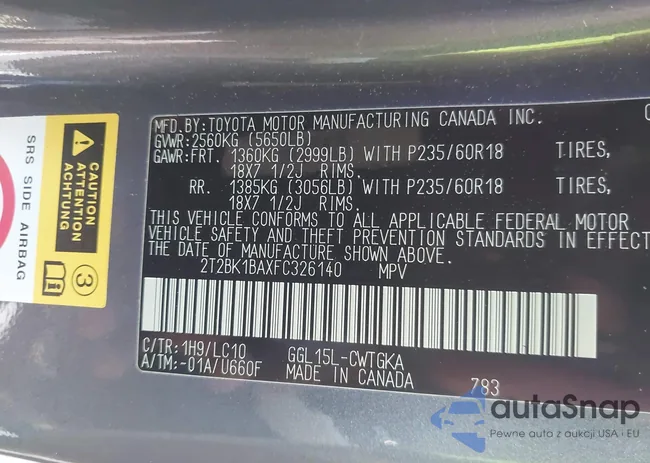 MFD.BY:TOYOTA MOTOR MANUFACTURING CANADA INC.
GVWR:2560KG (5650LB)
GAWR:FRT. 1360KG (2999LB) WITH P235/60R18 TIRES,
18X7 1/2J RIMS.
RR. 1385KG (3056LB) WITH P235/60R18 TIRES,
18X7 1/2J RIMS.
THIS VEHICLE CONFORMS TO ALL APPLICABLE FEDERAL MOTOR
VEHICLE SAFETY AND THEFT PREVENTION STANDARDS IN EFFECT
THE DATE OF MANUFACTURE SHOWN ABOVE.
2T2BK1BAXFC326140 MPV
C/TR:1H9/LC10 GGL15L-CWTGKA
A/TM:-01A/U660F MADE IN CANADA 783
SRS SIDE AIRBAG
CAUTION
ATTENTION
ACHTUNG
3
autaSnap
Pewne auta z aukcji USA - EU